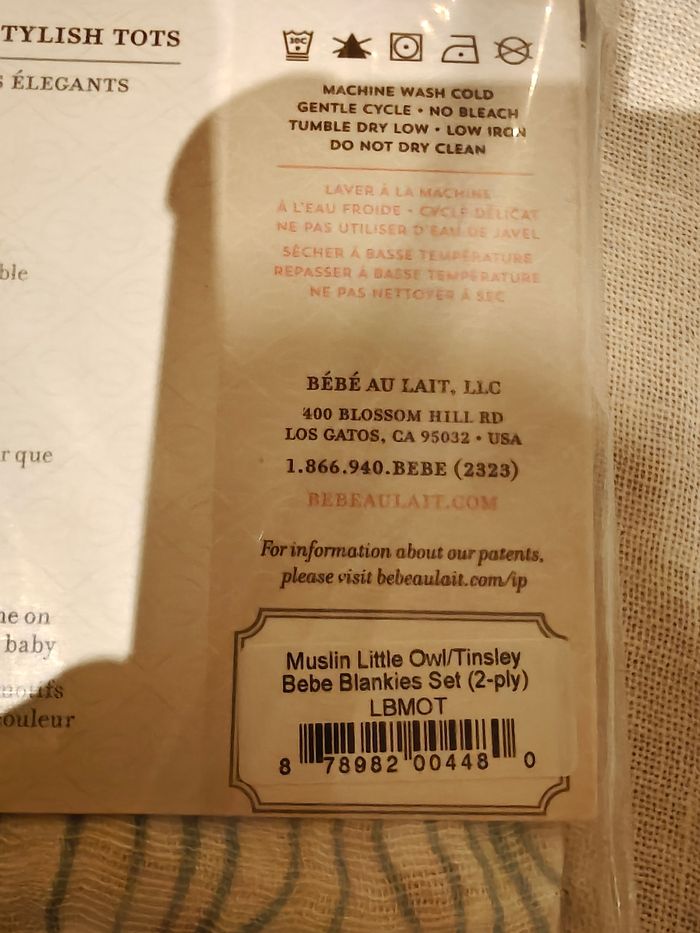 TYLISH TOTS
S ÉLEGANTS
ble
r que
ne on
baby
motifs
couleur
30C
MACHINE WASH COLD
GENTLE CYCLE • NO BLEACH
TUMBLE DRY LOW • LOW IRON
DO NOT DRY CLEAN
LAVER À LA MACHINE
À L'EAU FROIDE • CYCLE DÉLICAT
NE PAS UTILISER D'EAU DE JAVEL
SÉCHER À BASSE TEMPÉRATURE
REPASSER À BASSE TEMPÉRATURE
NE PAS NETTOYER À SEC
BÉBÉ AU LAIT, LLC
400 BLOSSOM HILL RD
LOS GATOS, CA 95032 • USA
1.866.940.BEBE (2323)
BEBEAULAIT.COM
For information about our patents,
please visit bebeaulait.com/ip
Muslin Little Owl/Tinsley
Bebe Blankies Set (2-ply)
LBMOT
8 78982 00448 0